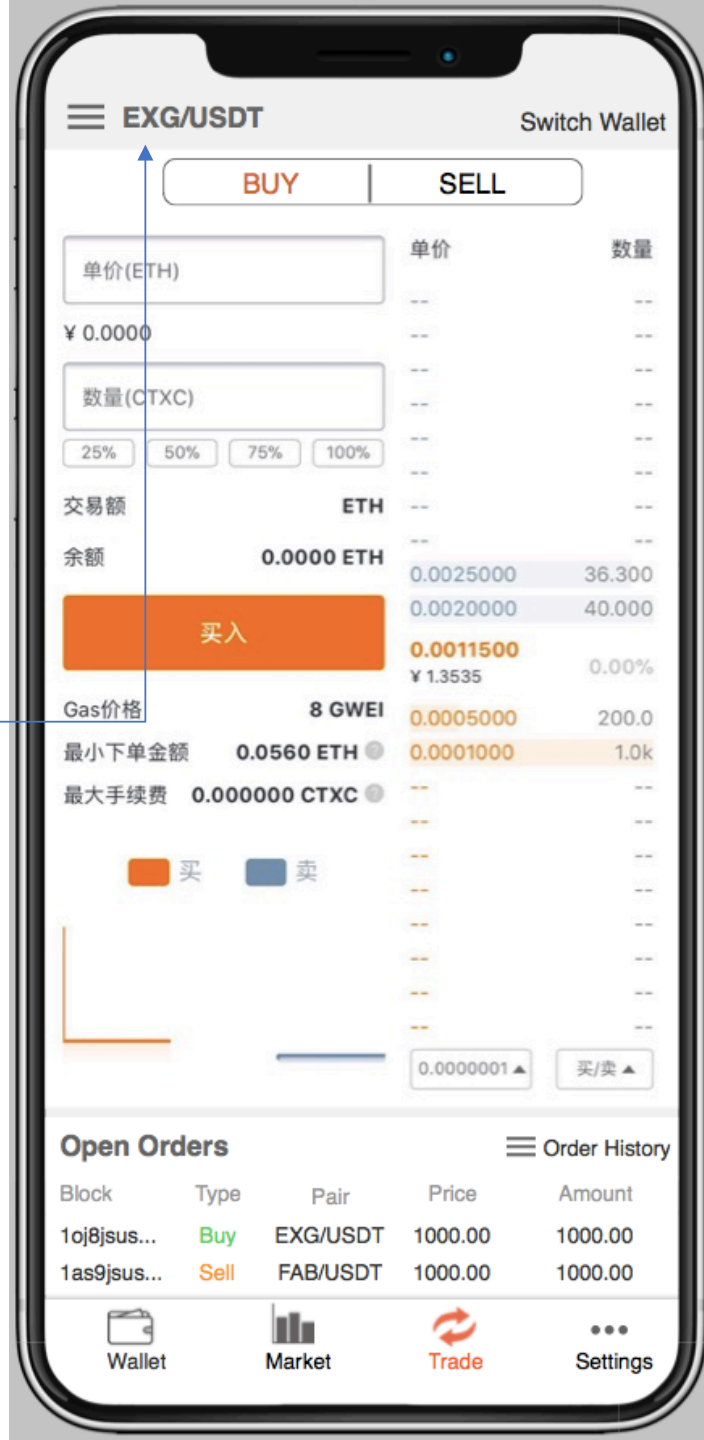 EXG/USDT
Switch Wallet
BUY | SELL
单价(ETH)
¥ 0.0000
数量(CTXC)
25% 50% 75% 100%
交易额 ETH
余额 0.0000 ETH
买入
Gas价格 8 GWEI
最小下单金额 0.0560 ETH
最大手续费 0.000000 CTXC
买 卖
单价 数量
-- --
-- --
-- --
-- --
-- --
-- --
-- --
-- --
0.0025000 36.300
0.0020000 40.000
0.0011500
¥ 1.3535 0.00%
0.0005000 200.0
0.0001000 1.0k
-- --
-- --
-- --
-- --
-- --
-- --
-- --
-- --
0.0000001 买/卖
Open Orders Order History
Block Type Pair Price Amount
1oj8jsus... Buy EXG/USDT 1000.00 1000.00
1as9jsus... Sell FAB/USDT 1000.00 1000.00
Wallet Market Trade Settings